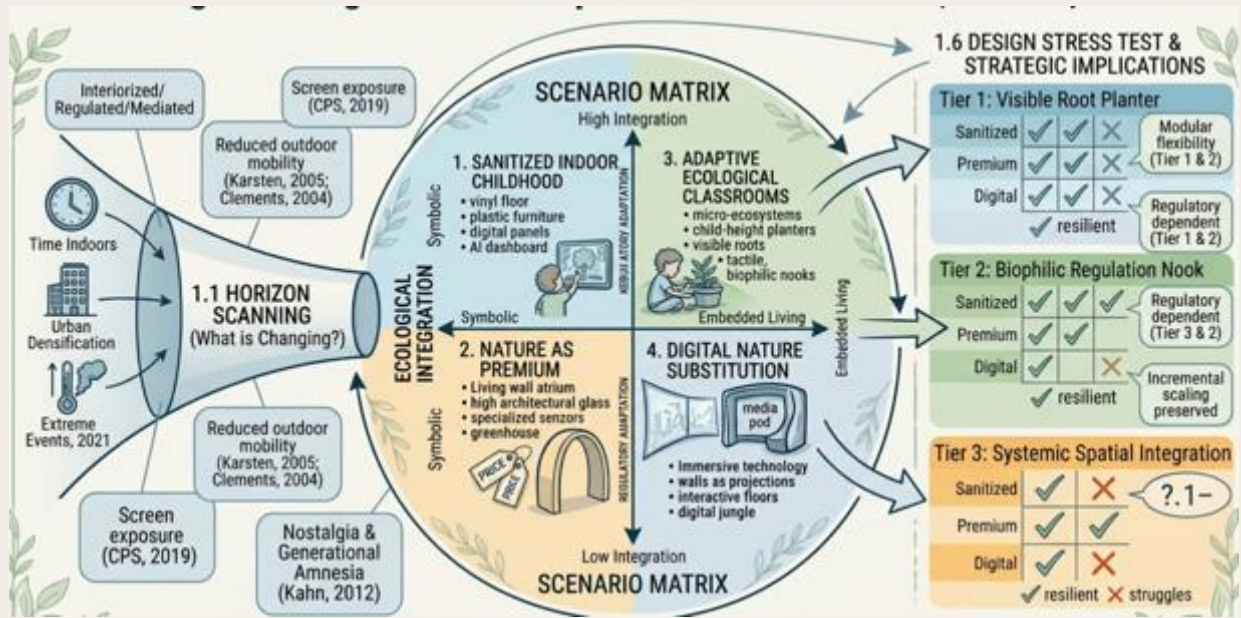 1.6 DESIGN STRESS TEST &
STRATEGIC IMPLICATIONS
Interiorized/
Regulated/Mediated
Screen exposure
(CPS, 2019)
Reduced outdoor
mobility
(Karsten, 2005;
Clements, 2004)
Time Indoors
Urban
Densification
Extreme
Events, 2021
1.1 HORIZON
SCANNING
(What is Changing?)
Reduced outdoor
mobility
(Karsten, 2005;
Clements, 2004)
Screen
exposure
(CPS, 2019)
Nostalgia &
Generational
Amnesia
(Kahn, 2012)
SCENARIO MATRIX
High Integration
ECOLOGICAL
INTEGRATION
Symbolic
Symbolic
1. SANITIZED INDOOR
CHILDHOOD
• vinyl floor
• plastic furniture
• digital panels
• AI dashboard
3. ADAPTIVE
ECOLOGICAL
CLASSROOMS
• micro-ecosystems
• child-height planters
• visible roots
• tactile,
biophilic nooks
ADAPTATION
Symbolic
Embedded Living
Embedded Living
2. NATURE AS
PREMIUM
• Living wall atrium
• high architectural glass
• specialized senzors
• greenhouse
PRICE
PRICE
REGULATORY ADAPTATION
4. DIGITAL NATURE
SUBSTITUTION
media
pod
• Immersive technology
• walls as projections
• interactive floors
• digital jungle
Low Integration
SCENARIO MATRIX
Tier 1: Visible Root Planter
Sanitized ✓ ✓ ✕
Premium ✓ ✓ ✕
Digital ✓ ✓ ✕
✓ resilient
Modular
flexibility
(Tier 1 & 2)
Regulatory
dependent
(Tier 1 & 2)
Tier 2: Biophilic Regulation Nook
Sanitized ✓ ✓ ✓
Premium ✓ ✓
Digital ✓ ✕
✓ resilient
Regulatory
dependent
(Tier 3 & 2)
Incremental
scaling
preserved
Tier 3: Systemic Spatial Integration
Sanitized ✓ ✕
Premium ✓ ✓
Digital ✓ ✕
?.1–
✓ resilient ✕ struggles